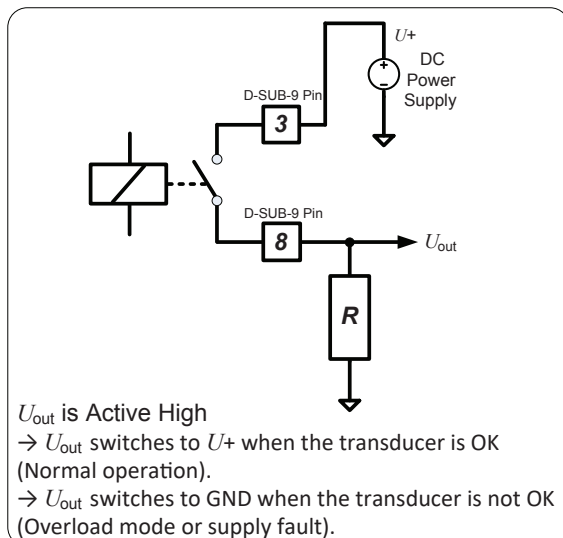 U+
DC
Power
Supply
D-SUB-9 Pin
3
D-SUB-9 Pin
8
Uout
R
Uout is Active High
→ Uout switches to U+ when the transducer is OK
(Normal operation).
→ Uout switches to GND when the transducer is not OK
(Overload mode or supply fault).